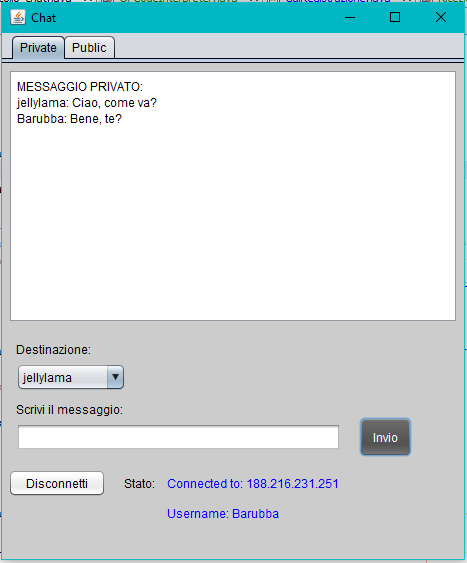 Chat
Private Public
MESSAGGIO PRIVATO:
jellylama: Ciao, come va?
Barubba: Bene, te?
Destinazione:
jellylama
Scrivi il messaggio:
Invio
Disconnetti Stato: Connected to: 188.216.231.251
Username: Barubba